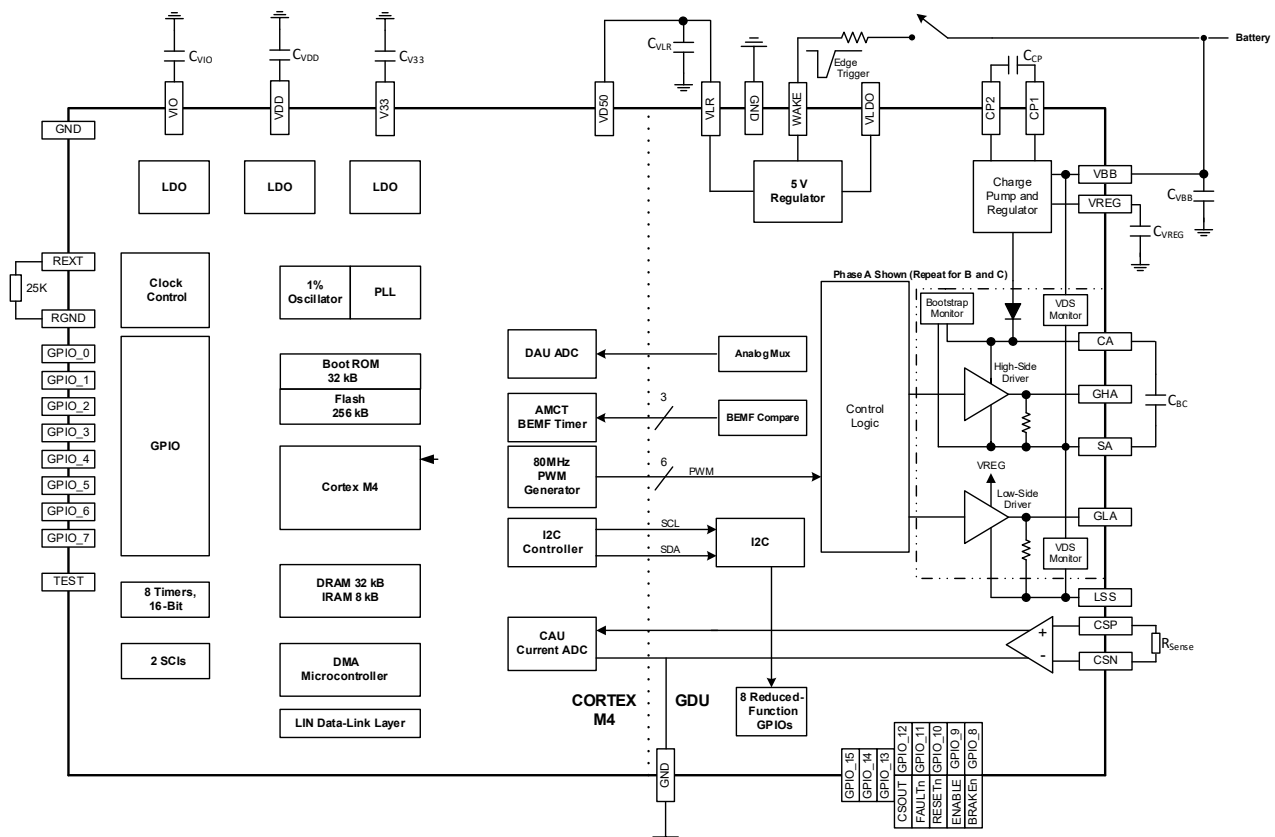 CVIO
CVDD
CV33
CVLR
Edge
Trigger
CCP
Battery
VIO
VDD
V33
VD50
VLR
GND
WAKE
VLDO
CP2
CP1
GND
LDO
LDO
LDO
5 V
Regulator
Charge
Pump and
Regulator
VBB
VREG
CVBB
CVREG
REXT
25K
RGND
Clock
Control
1%
Oscillator
PLL
Phase A Shown (Repeat for B and C)
Bootstrap
Monitor
VDS
Monitor
GPIO_0
GPIO_1
GPIO_2
GPIO_3
GPIO_4
GPIO_5
GPIO_6
GPIO_7
TEST
GPIO
Boot ROM
32 kB
Flash
256 kB
Cortex M4
DAU ADC
Analog Mux
AMCT
BEMF Timer
3
BEMF Compare
80MHz
PWM
Generator
6
PWM
I2C
Controller
SCL
SDA
I2C
Control
Logic
High-Side
Driver
CA
GHA
CBC
SA
VREG
Low-Side
Driver
GLA
VDS
Monitor
LSS
8 Timers,
16-Bit
DRAM 32 kB
IRAM 8 kB
2 SCIs
DMA
Microcontroller
LIN Data-Link Layer
CAU
Current ADC
+
-
CSP
CSN
RSense
CORTEX
M4
GDU
8 Reduced-
Function
GPIOs
GND
GPIO_15
GPIO_14
GPIO_13
CSOUT GPIO_12
FAULTn GPIO_11
RESETn GPIO_10
ENABLE GPIO_9
BRAKEn GPIO_8